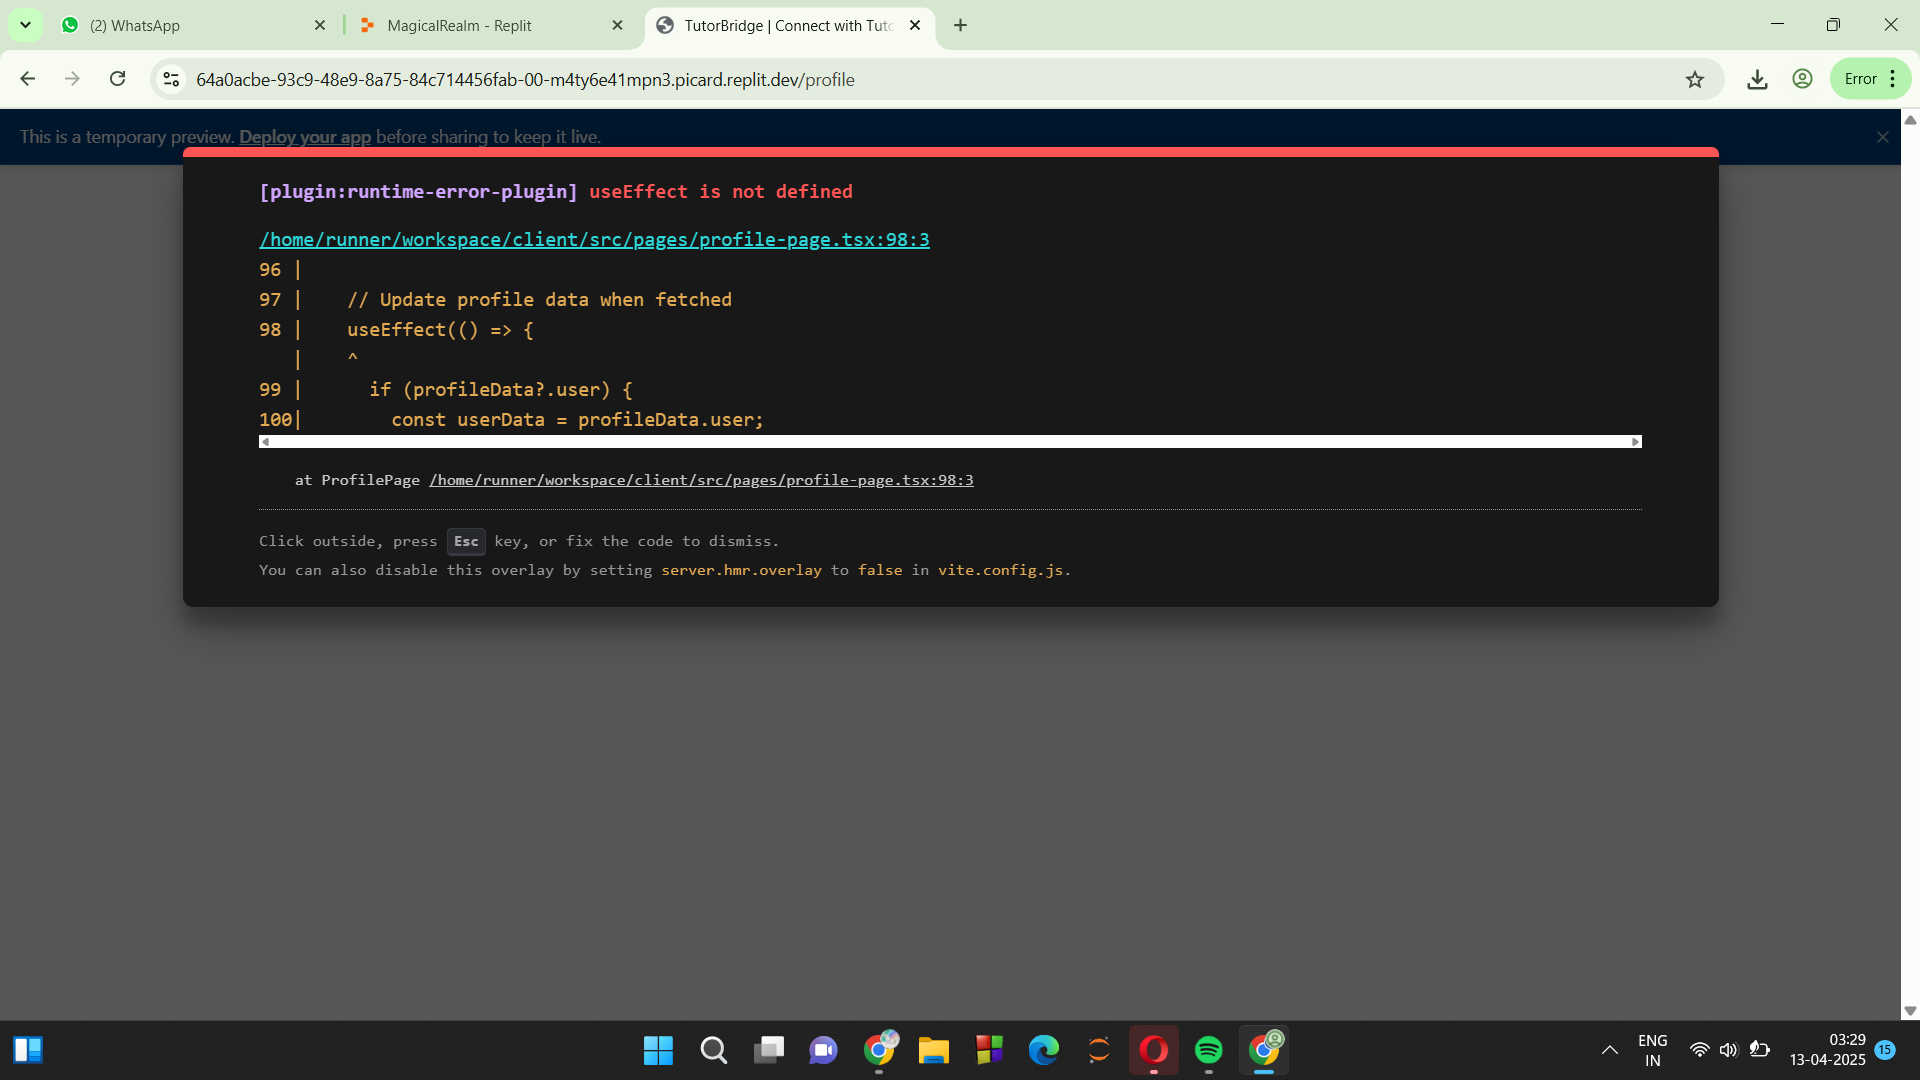 (2) WhatsApp
MagicalRealm - Replit
TutorBridge | Connect with Tuto
64a0acbe-93c9-48e9-8a75-84c714456fab-00-m4ty6e41mpn3.picard.replit.dev/profile
Error
This is a temporary preview. Deploy your app before sharing to keep it live.
[plugin:runtime-error-plugin] useEffect is not defined
/home/runner/workspace/client/src/pages/profile-page.tsx:98:3
96 |
97 |    // Update profile data when fetched
98 |    useEffect(() => {
   |    ^
99 |      if (profileData?.user) {
100|        const userData = profileData.user;
at ProfilePage /home/runner/workspace/client/src/pages/profile-page.tsx:98:3
Click outside, press Esc key, or fix the code to dismiss.
You can also disable this overlay by setting server.hmr.overlay to false in vite.config.js.
ENG
IN
03:29
13-04-2025
15